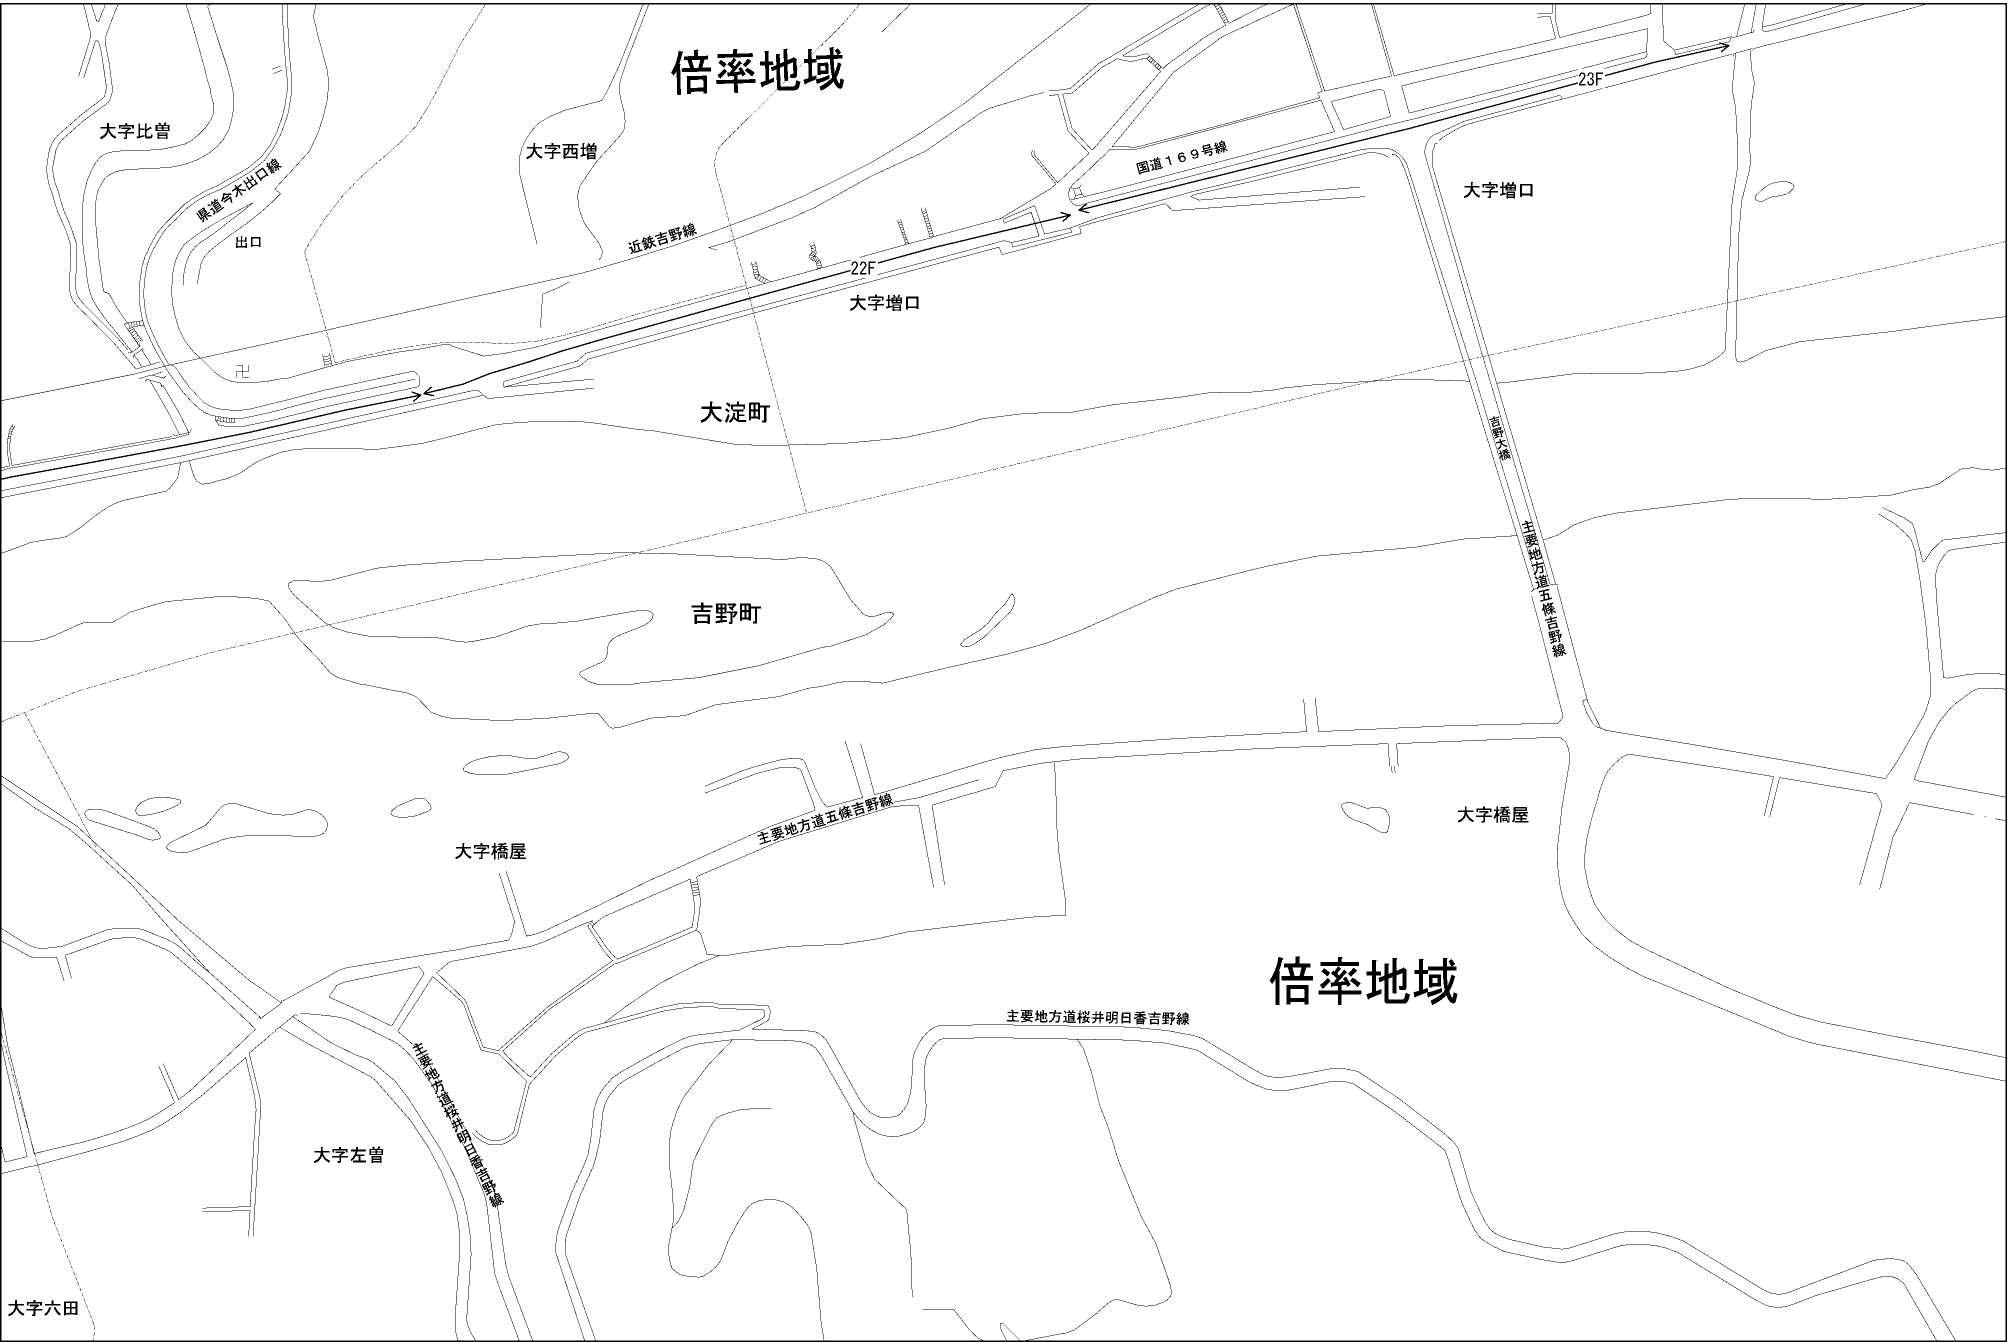 倍率地域
23F
大字比曽
大字西増
国道１６９号線
県道今木出口線
大字増口
出口
近鉄吉野線
22F
大字増口
大淀町
吉野大橋
主要地方道五條吉野線
吉野町
主要地方道五條吉野線
大字橋屋
大字橋屋
倍率地域
主要地方道桜井明日香吉野線
主要地方道桜井明日香吉野線
大字左曽
大字六田